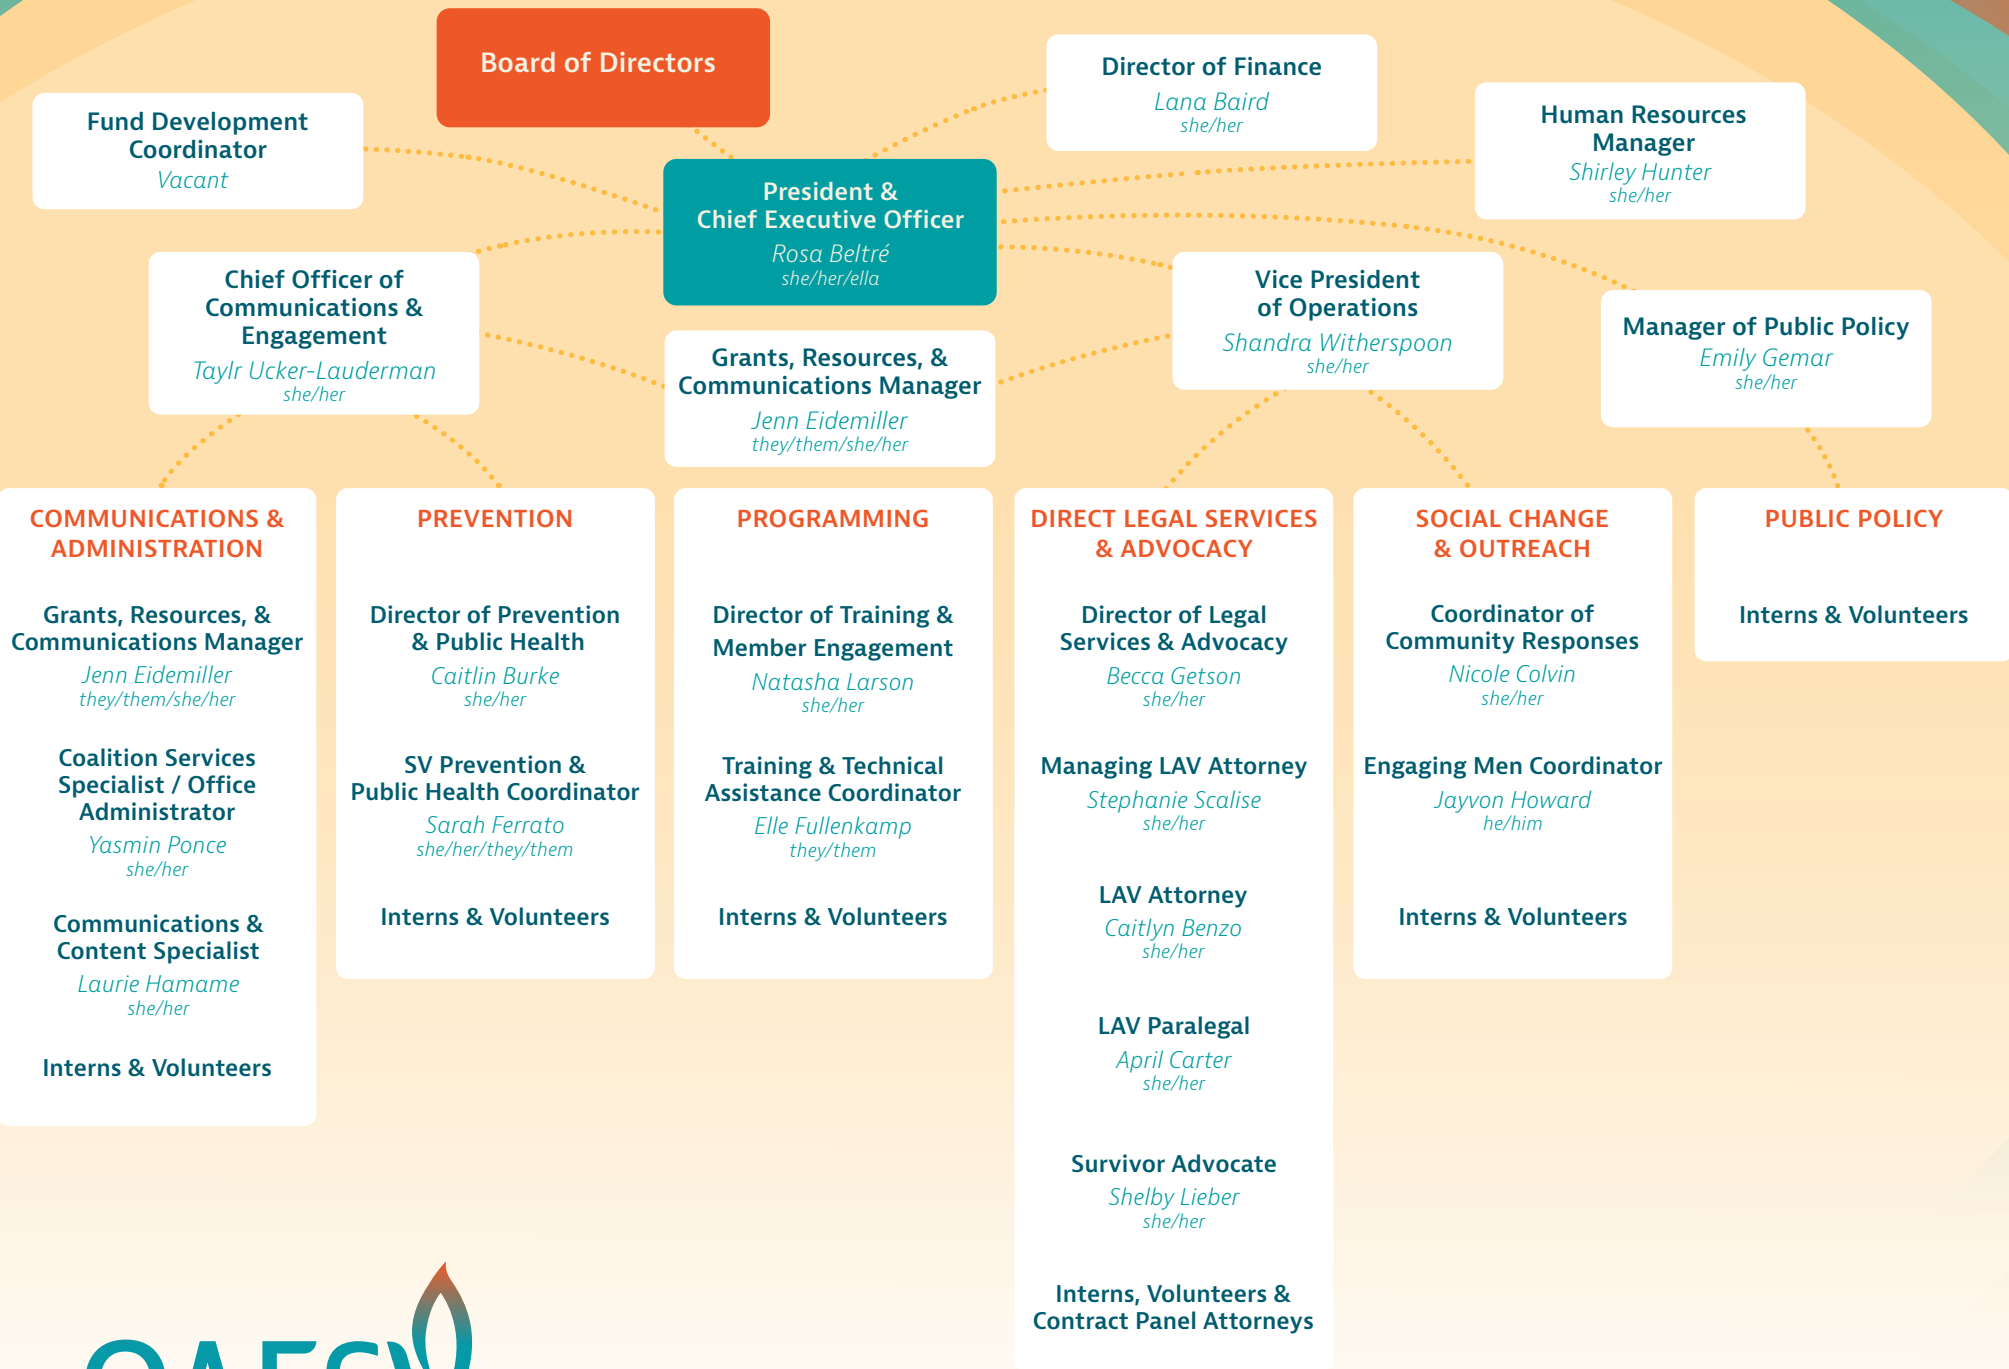 Board of Directors
Director of Finance
Lana Baird
she/her
Fund Development
Coordinator
Vacant
Human Resources
Manager
Shirley Hunter
she/her
President &
Chief Executive Officer
Rosa Beltré
she/her/ella
Chief Officer of
Communications &
Engagement
Taylr Ucker-Lauderman
she/her
Grants, Resources, &
Communications Manager
Jenn Eidemiller
they/them/she/her
Vice President
of Operations
Shandra Witherspoon
she/her
Manager of Public Policy
Emily Gemar
she/her
COMMUNICATIONS &
ADMINISTRATION
Grants, Resources, &
Communications Manager
Jenn Eidemiller
they/them/she/her
Coalition Services
Specialist / Office
Administrator
Yasmin Ponce
she/her
Communications &
Content Specialist
Laurie Hamame
she/her
Interns & Volunteers
PREVENTION
Director of Prevention
& Public Health
Caitlin Burke
she/her
SV Prevention &
Public Health Coordinator
Sarah Ferrato
she/her/they/them
Interns & Volunteers
PROGRAMMING
Director of Training &
Member Engagement
Natasha Larson
she/her
Training & Technical
Assistance Coordinator
Elle Fullenkamp
they/them
Interns & Volunteers
DIRECT LEGAL SERVICES
& ADVOCACY
Director of Legal
Services & Advocacy
Becca Getson
she/her
Managing LAV Attorney
Stephanie Scalise
she/her
LAV Attorney
Caitlyn Benzo
she/her
LAV Paralegal
April Carter
she/her
Survivor Advocate
Shelby Lieber
she/her
Interns, Volunteers &
Contract Panel Attorneys
SOCIAL CHANGE
& OUTREACH
Coordinator of
Community Responses
Nicole Colvin
she/her
Engaging Men Coordinator
Jayvon Howard
he/him
Interns & Volunteers
PUBLIC POLICY
Interns & Volunteers
OAESV